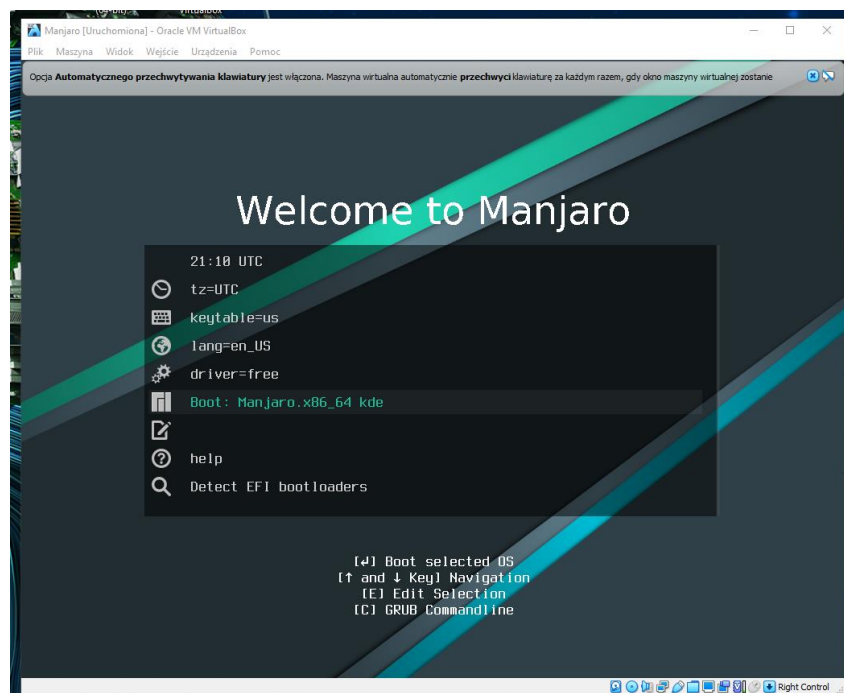 Manjaro [Uruchomiona] - Oracle VM VirtualBox
Plik Maszyna Widok Wejście Urządzenia Pomoc
Opcja Automatycznego przechwytywania klawiatury jest włączona. Maszyna wirtualna automatycznie przechwyci klawiaturę za każdym razem, gdy okno maszyny wirtualnej zostanie
Welcome to Manjaro
21:10 UTC
tz=UTC
keytable=us
lang=en_US
driver=free
Boot: Manjaro.x86_64 kde
help
Detect EFI bootloaders
[↲] Boot selected OS
[↑ and ↓ Key] Navigation
[E] Edit Selection
[C] GRUB Commandline
Right Control